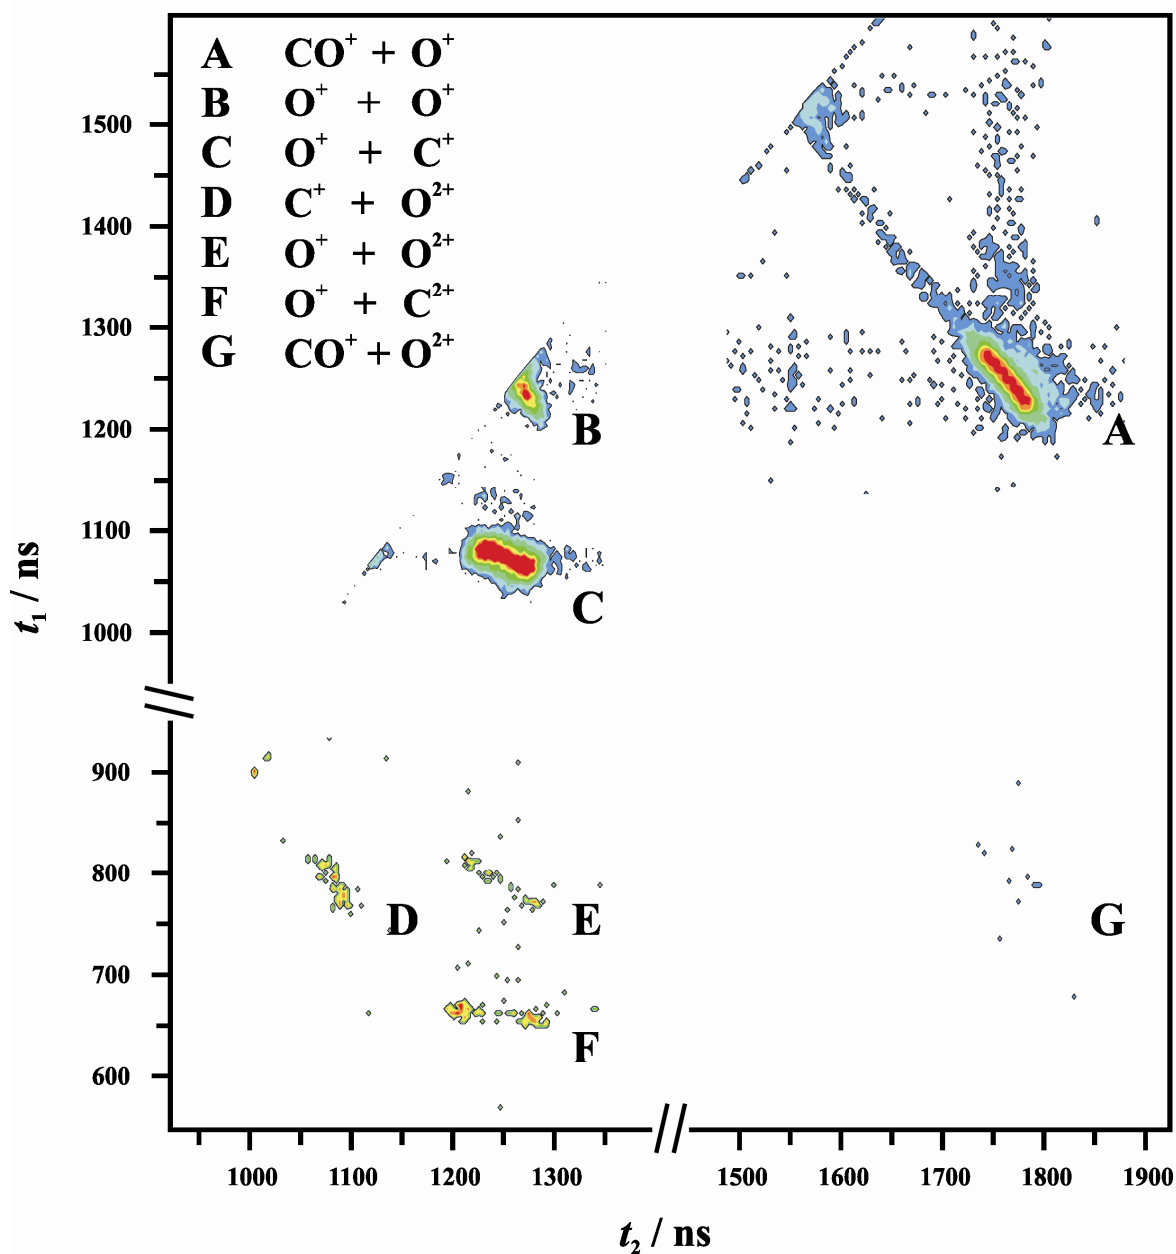 A CO⁺ + O⁺
B O⁺ + O⁺
C O⁺ + C⁺
D C⁺ + O²⁺
E O⁺ + O²⁺
F O⁺ + C²⁺
G CO⁺ + O²⁺
1500
1400
1300
1200
1100
1000
900
800
700
600
t₁ / ns
A
B
C
D
E
G
F
1000 1100 1200 1300 1500 1600 1700 1800 1900
t₂ / ns